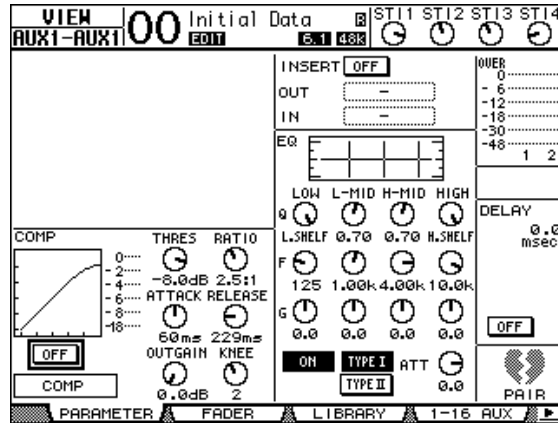 VIEW
AUX1-AUX1
00 Initial Data R
EDIT 6.1 48k
ST11 ST12 ST13 ST14
INSERT OFF
OUT -
IN -
OVER
0
- 6
-12
-18
-30
-48
1 2
EQ
LOW L-MID H-MID HIGH
Q
L.SHELF 0.70 0.70 H.SHELF
F
125 1.00k 4.00k 10.0k
G
0.0 0.0 0.0 0.0
ON TYPE I ATT
TYPE II 0.0
DELAY
0.0
msec
OFF
PAIR
COMP
THRES RATIO
-8.0dB 2.5:1
ATTACK RELEASE
60ms 229ms
OUTGAIN KNEE
0.0dB 2
0
- 2
- 4
- 6
- 8
-18
OFF
COMP
PARAMETER FADER LIBRARY 1-16 AUX